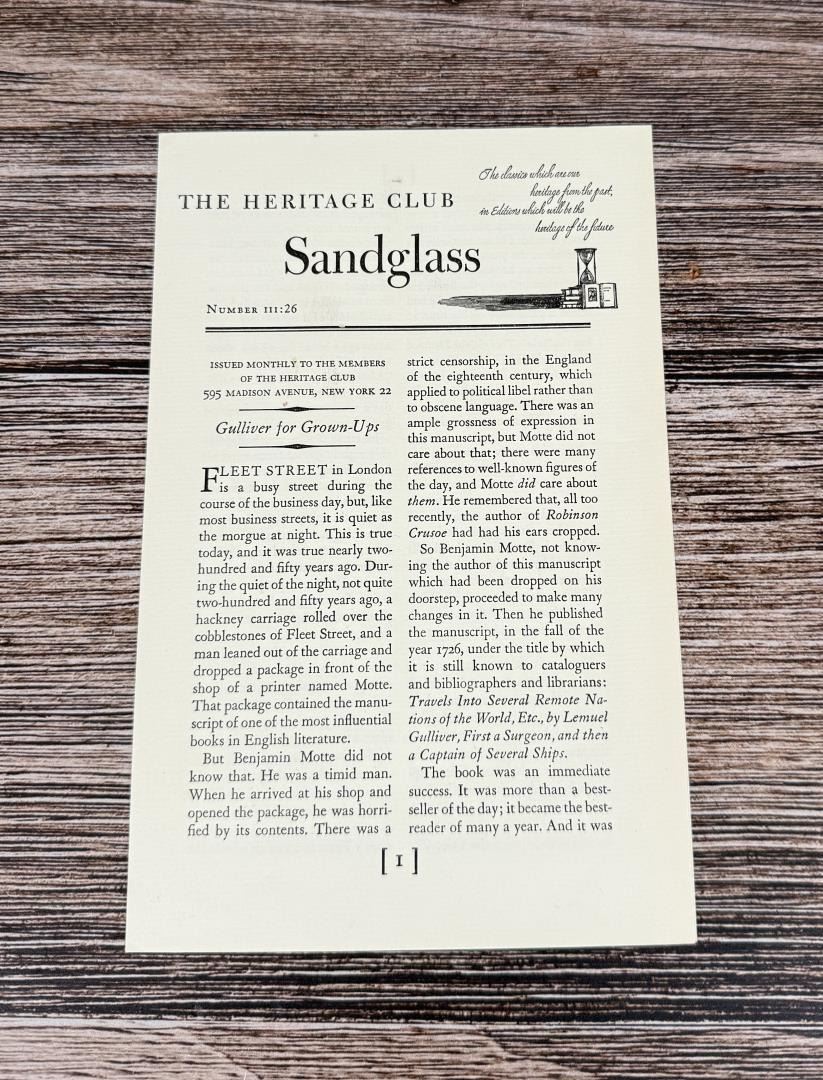 THE HERITAGE CLUB
The classics which are our
heritage from the past,
in Editions which will be the
heritage of the future
Sandglass
NUMBER III:26
ISSUED MONTHLY TO THE MEMBERS
OF THE HERITAGE CLUB
595 MADISON AVENUE, NEW YORK 22
Gulliver for Grown-Ups
FLEET STREET in London
is a busy street during the
course of the business day, but, like
most business streets, it is quiet as
the morgue at night. This is true
today, and it was true nearly two-
hundred and fifty years ago. Dur-
ing the quiet of the night, not quite
two-hundred and fifty years ago, a
hackney carriage rolled over the
cobblestones of Fleet Street, and a
man leaned out of the carriage and
dropped a package in front of the
shop of a printer named Motte.
That package contained the manu-
script of one of the most influential
books in English literature.
But Benjamin Motte did not
know that. He was a timid man.
When he arrived at his shop and
opened the package, he was horri-
fied by its contents. There was a
strict censorship, in the England
of the eighteenth century, which
applied to political libel rather than
to obscene language. There was an
ample grossness of expression in
this manuscript, but Motte did not
care about that; there were many
references to well-known figures of
the day, and Motte did care about
them. He remembered that, all too
recently, the author of Robinson
Crusoe had had his ears cropped.
So Benjamin Motte, not know-
ing the author of this manuscript
which had been dropped on his
doorstep, proceeded to make many
changes in it. Then he published
the manuscript, in the fall of the
year 1726, under the title by which
it is still known to cataloguers
and bibliographers and librarians:
Travels Into Several Remote Na-
tions of the World, Etc., by Lemuel
Gulliver, First a Surgeon, and then
a Captain of Several Ships.
The book was an immediate
success. It was more than a best-
seller of the day; it became the best-
reader of many a year. And it was
[ I ]